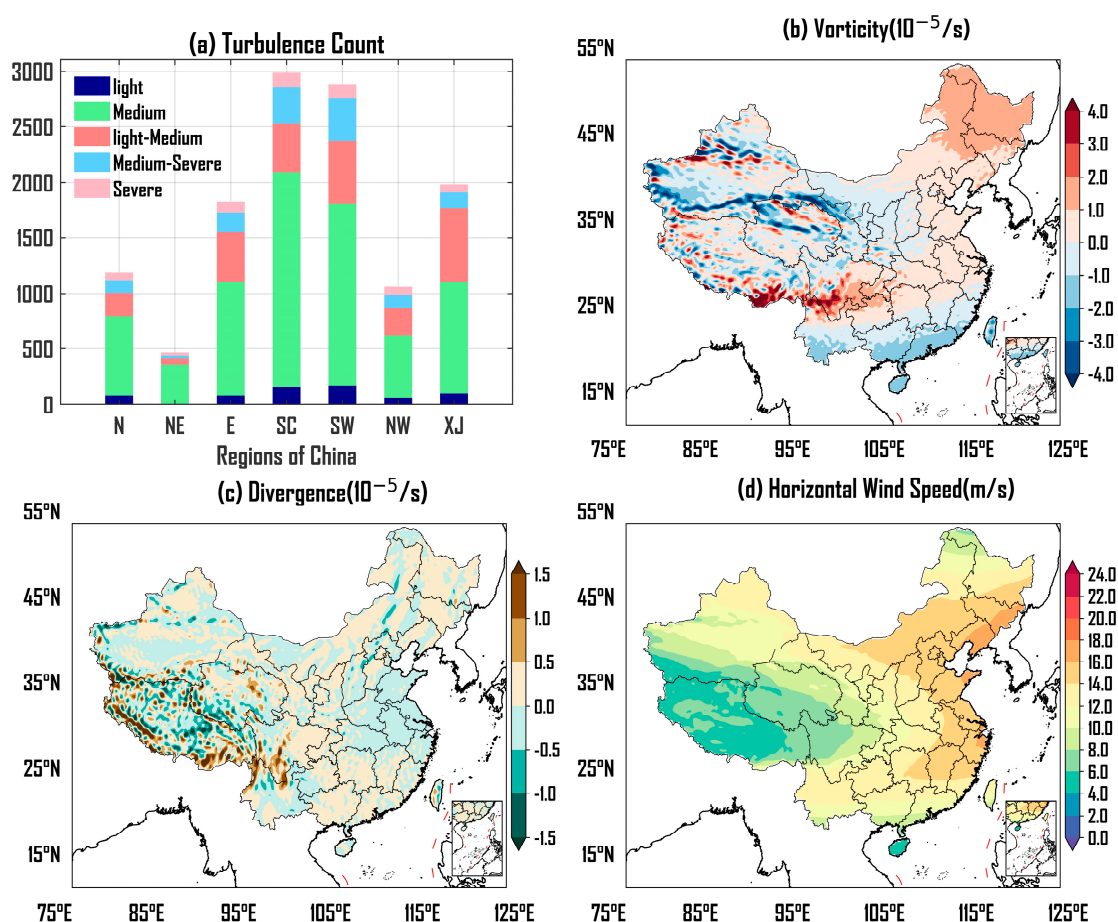 (a) Turbulence Count
3000
2500
2000
1500
1000
500
0
light
Medium
light-Medium
Medium-Severe
Severe
N NE E SC SW NW XJ
Regions of China
(b) Vorticity(10⁻⁵/s)
55°N
45°N
35°N
25°N
15°N
75°E 85°E 95°E 105°E 115°E 125°E
4.0
3.0
2.0
1.0
0.0
-1.0
-2.0
-3.0
-4.0
(c) Divergence(10⁻⁵/s)
55°N
45°N
35°N
25°N
15°N
75°E 85°E 95°E 105°E 115°E 125°E
1.5
1.0
0.5
0.0
-0.5
-1.0
-1.5
(d) Horizontal Wind Speed(m/s)
55°N
45°N
35°N
25°N
15°N
75°E 85°E 95°E 105°E 115°E 125°E
24.0
22.0
20.0
18.0
16.0
14.0
12.0
10.0
8.0
6.0
4.0
2.0
0.0